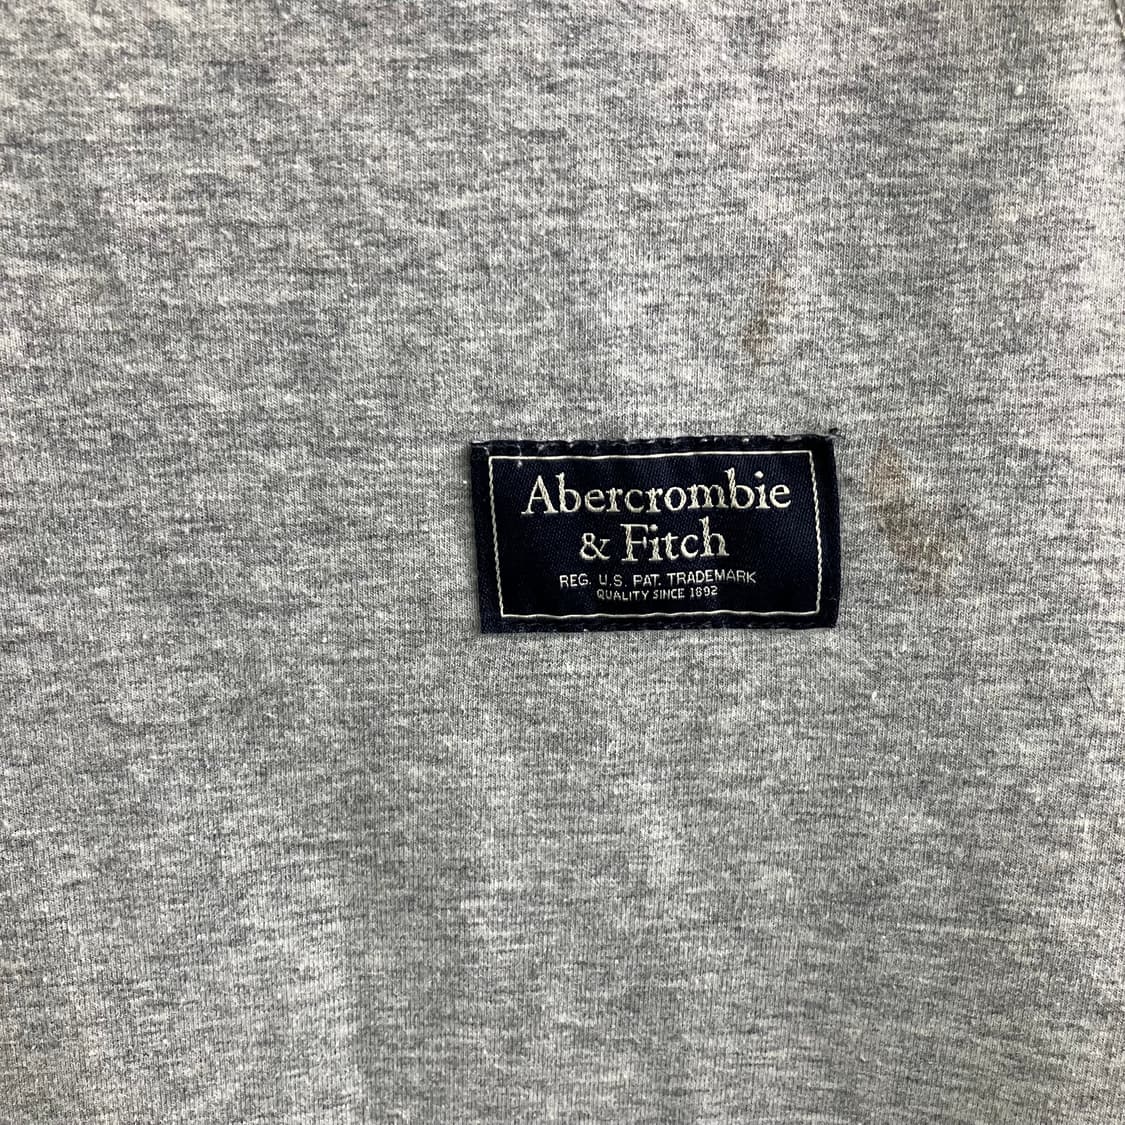 Abercrombie
& Fitch
REG. U.S. PAT. TRADEMARK
QUALITY SINCE 1892